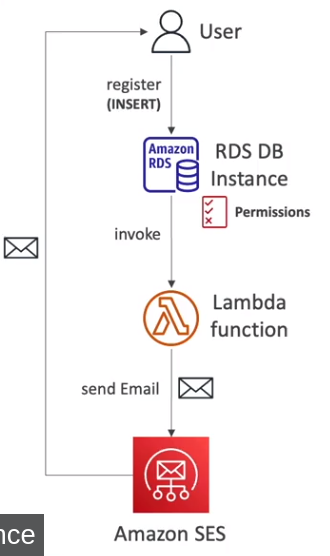 User
register
(INSERT)
Amazon
RDS
RDS DB
Instance
Permissions
invoke
Lambda
function
send Email
Amazon SES
nce